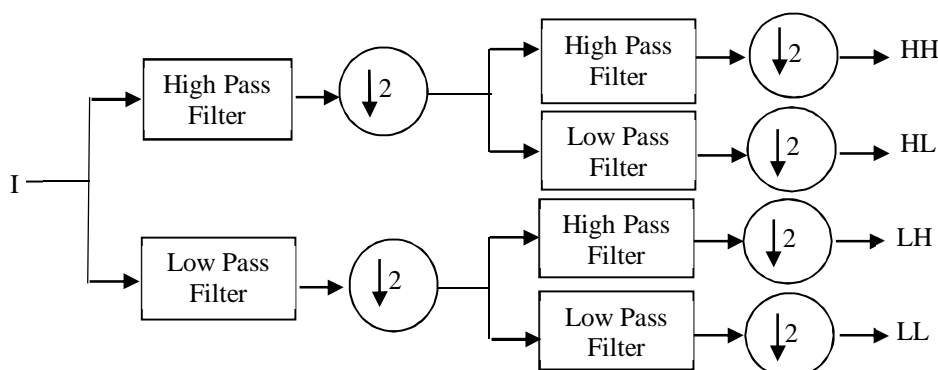 High Pass
Filter
2
HH
High Pass
Filter
2
Low Pass
Filter
2
HL
I
High Pass
Filter
2
LH
Low Pass
Filter
2
Low Pass
Filter
2
LL